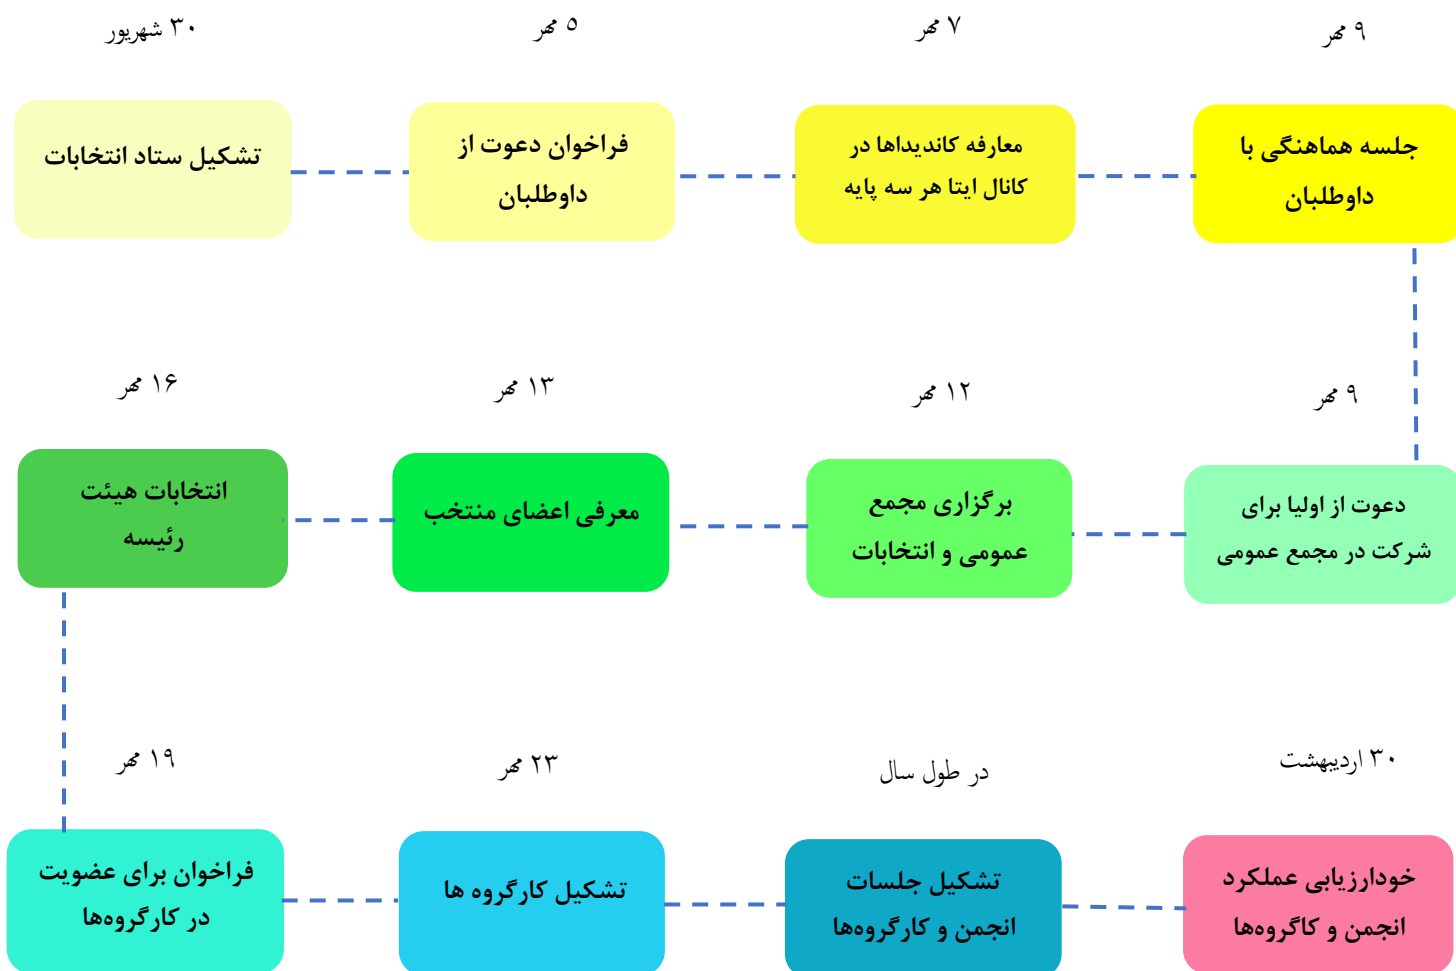 ۳۰ شهریور
تشکیل ستاد انتخابات
۵ مهر
فراخوان دعوت از
داوطلبان
۷ مهر
معارفه کاندیداها در
کانال ایتا هر سه پایه
۹ مهر
جلسه هماهنگی با
داوطلبان
۹ مهر
دعوت از اولیا برای
شرکت در مجمع عمومی
۱۲ مهر
برگزاری مجمع
عمومی و انتخابات
۱۳ مهر
معرفی اعضای منتخب
۱۶ مهر
انتخابات هیئت
رئیسه
۱۹ مهر
فراخوان برای عضویت
در کارگروه‌ها
۲۳ مهر
تشکیل کارگروه ها
در طول سال
تشکیل جلسات
انجمن و کارگروه‌ها
۳۰ اردیبهشت
خودارزیابی عملکرد
انجمن و کاگروه‌ها